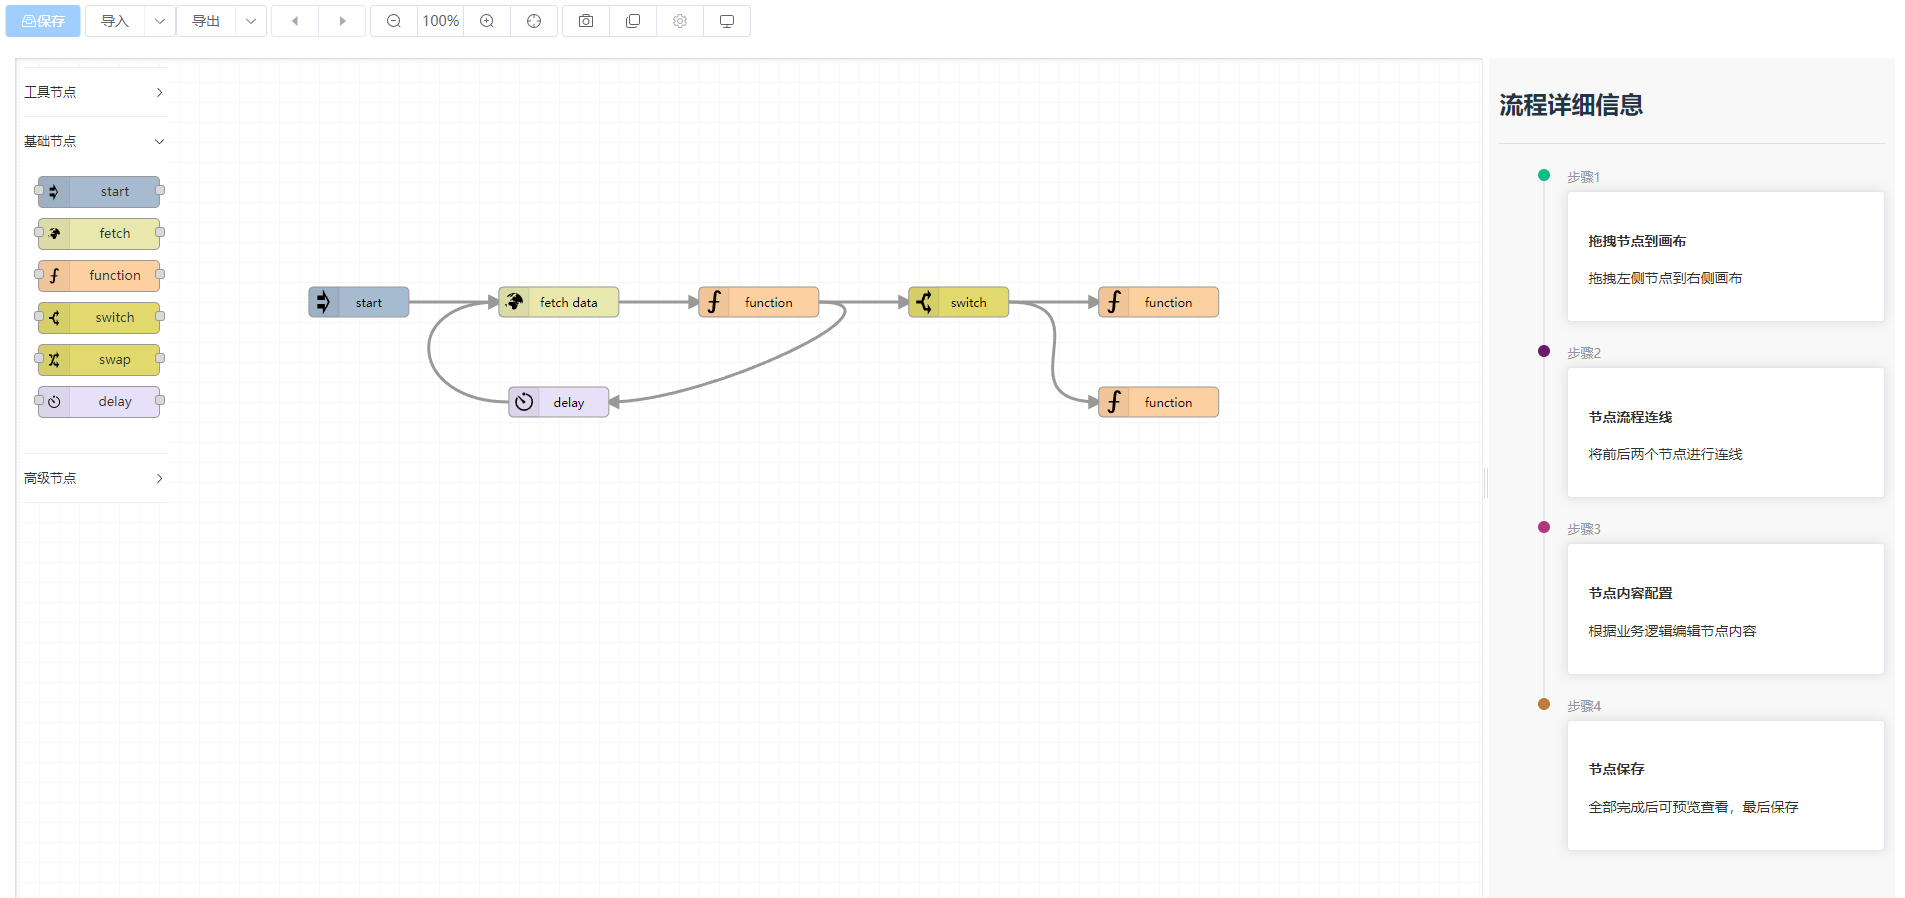 保存 导入 导出 100%
工具节点
基础节点
start
fetch
function
switch
swap
delay
高级节点
start fetch data function switch function
delay function
流程详细信息
步骤1
拖拽节点到画布
拖拽左侧节点到右侧画布
步骤2
节点流程连线
将前后两个节点进行连线
步骤3
节点内容配置
根据业务逻辑编辑节点内容
步骤4
节点保存
全部完成后可预览查看，最后保存